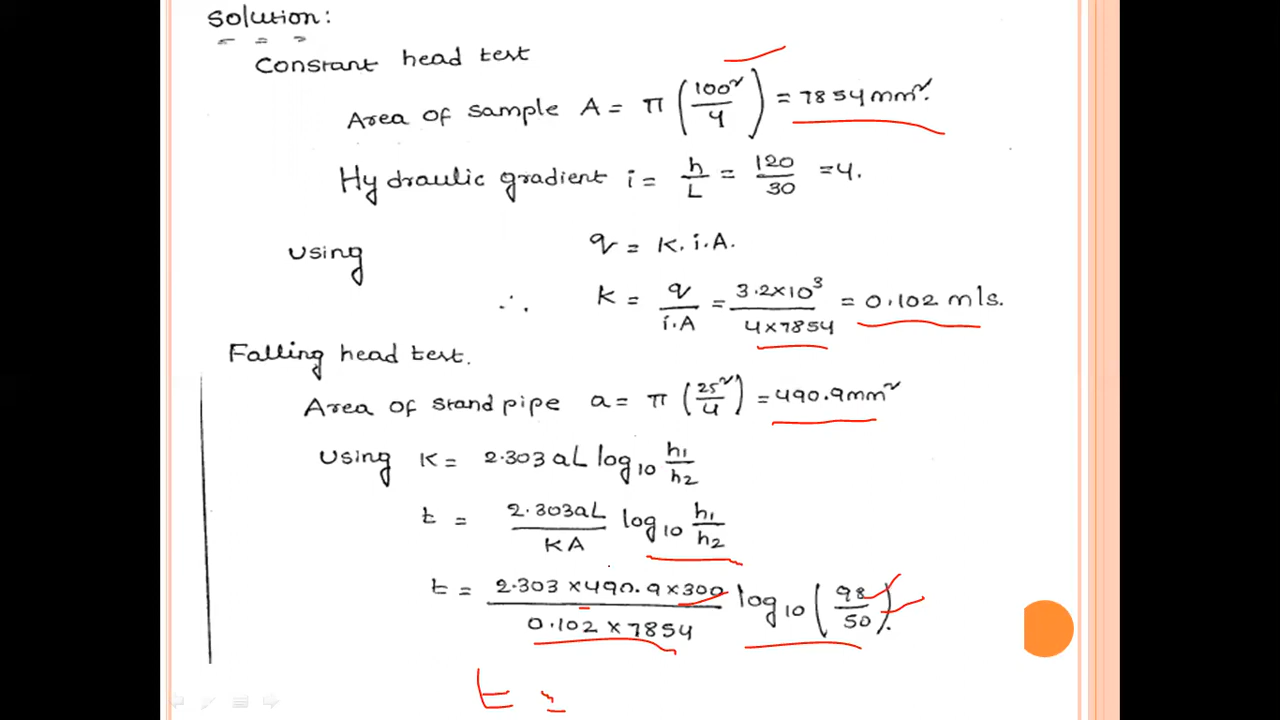 Solution:
Constant head test
Area of sample A = π (100²/4) = 7854 mm².
Hydraulic gradient i = h/L = 120/30 = 4.
Using q = K.i.A.
∴ K = q/i.A = 3.2×10³/4×7854 = 0.102 m/s.
Falling head test.
Area of stand pipe a = π (25²/4) = 490.9mm²
Using K = 2.303 aL log10 h1/h2
t = 2.303aL/KA log10 h1/h2
t = 2.303×490.9×300/0.102×7854 log10 (98/50).
t =